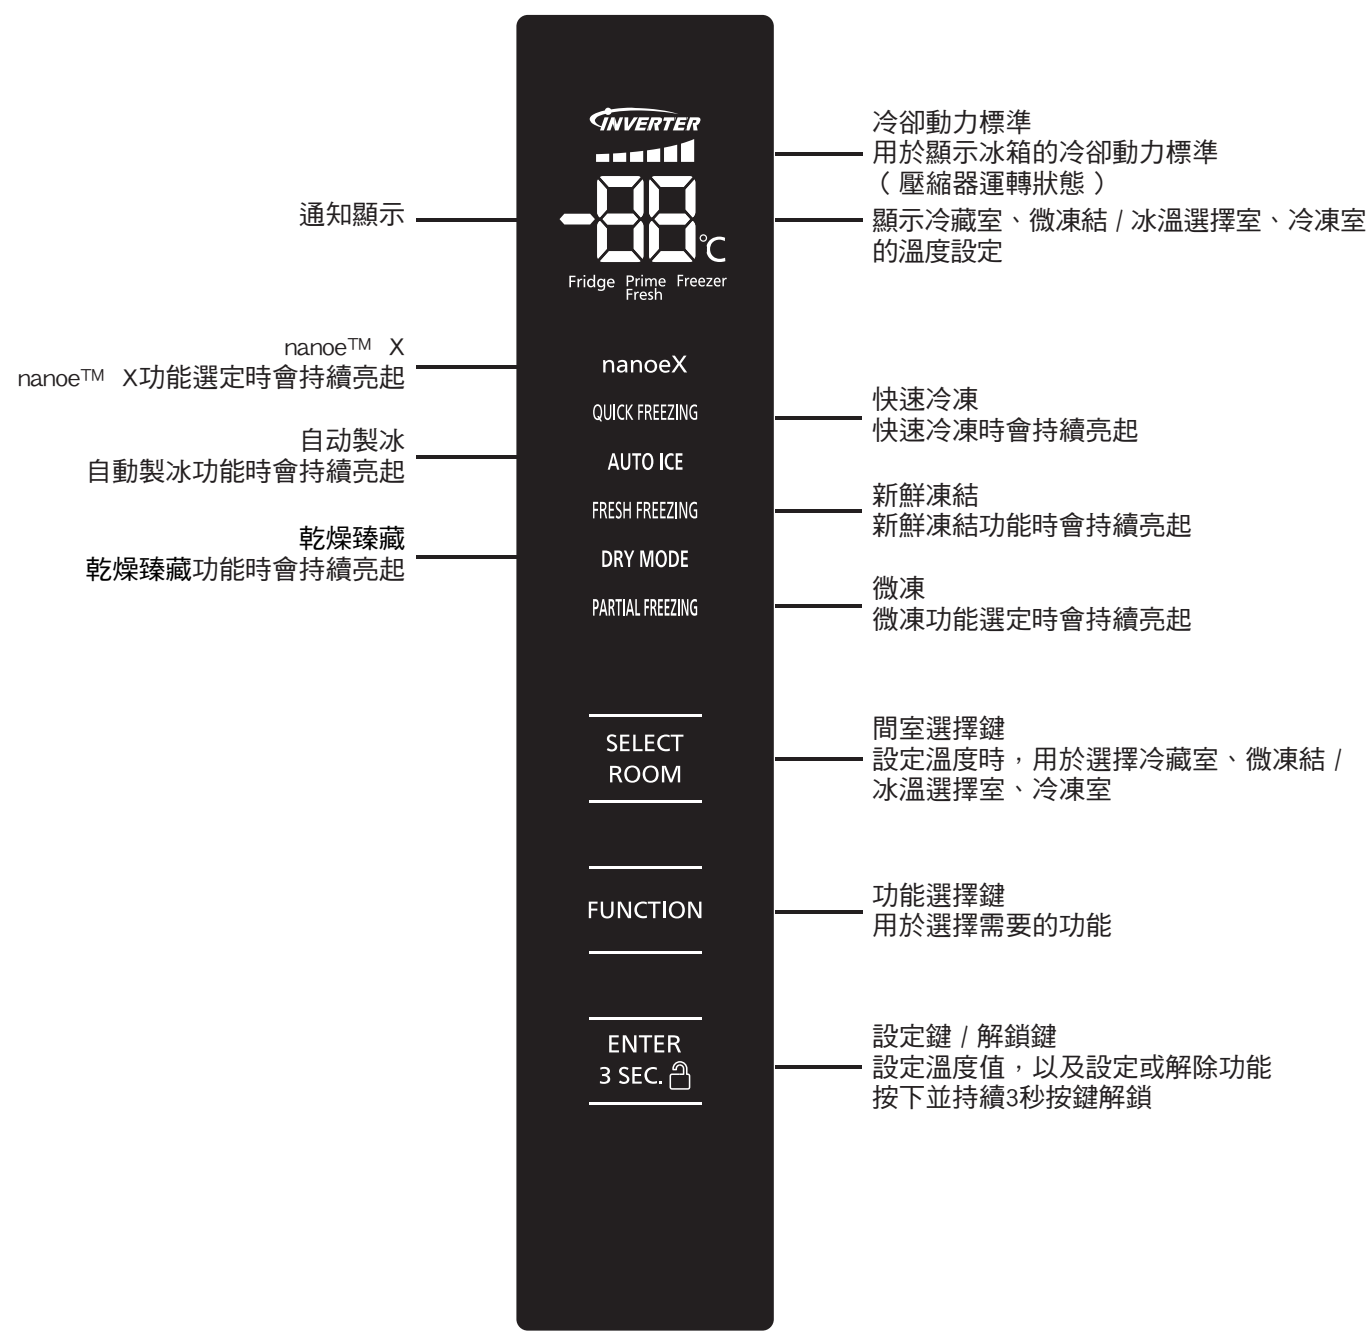 INVERTER
-88°C
Fridge Prime Freezer
Fresh
nanoeX
QUICK FREEZING
AUTO ICE
FRESH FREEZING
DRY MODE
PARTIAL FREEZING
SELECT
ROOM
FUNCTION
ENTER
3 SEC.
通知顯示
nanoe™ X
nanoe™ X功能選定時會持續亮起
自动製冰
自動製冰功能時會持續亮起
乾燥臻藏
乾燥臻藏功能時會持續亮起
冷卻動力標準
用於顯示冰箱的冷卻動力標準
（壓縮器運轉狀態）
顯示冷藏室、微凍結 / 冰溫選擇室、冷凍室
的溫度設定
快速冷凍
快速冷凍時會持續亮起
新鮮凍結
新鮮凍結功能時會持續亮起
微凍
微凍功能選定時會持續亮起
間室選擇鍵
設定溫度時，用於選擇冷藏室、微凍結 /
冰溫選擇室、冷凍室
功能選擇鍵
用於選擇需要的功能
設定鍵 / 解鎖鍵
設定溫度值，以及設定或解除功能
按下並持續3秒按鍵解鎖